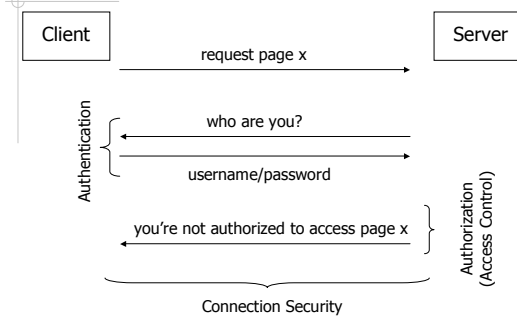 Client
Server
request page x
who are you?
Authentication
username/password
you're not authorized to access page x
Authorization
(Access Control)
Connection Security